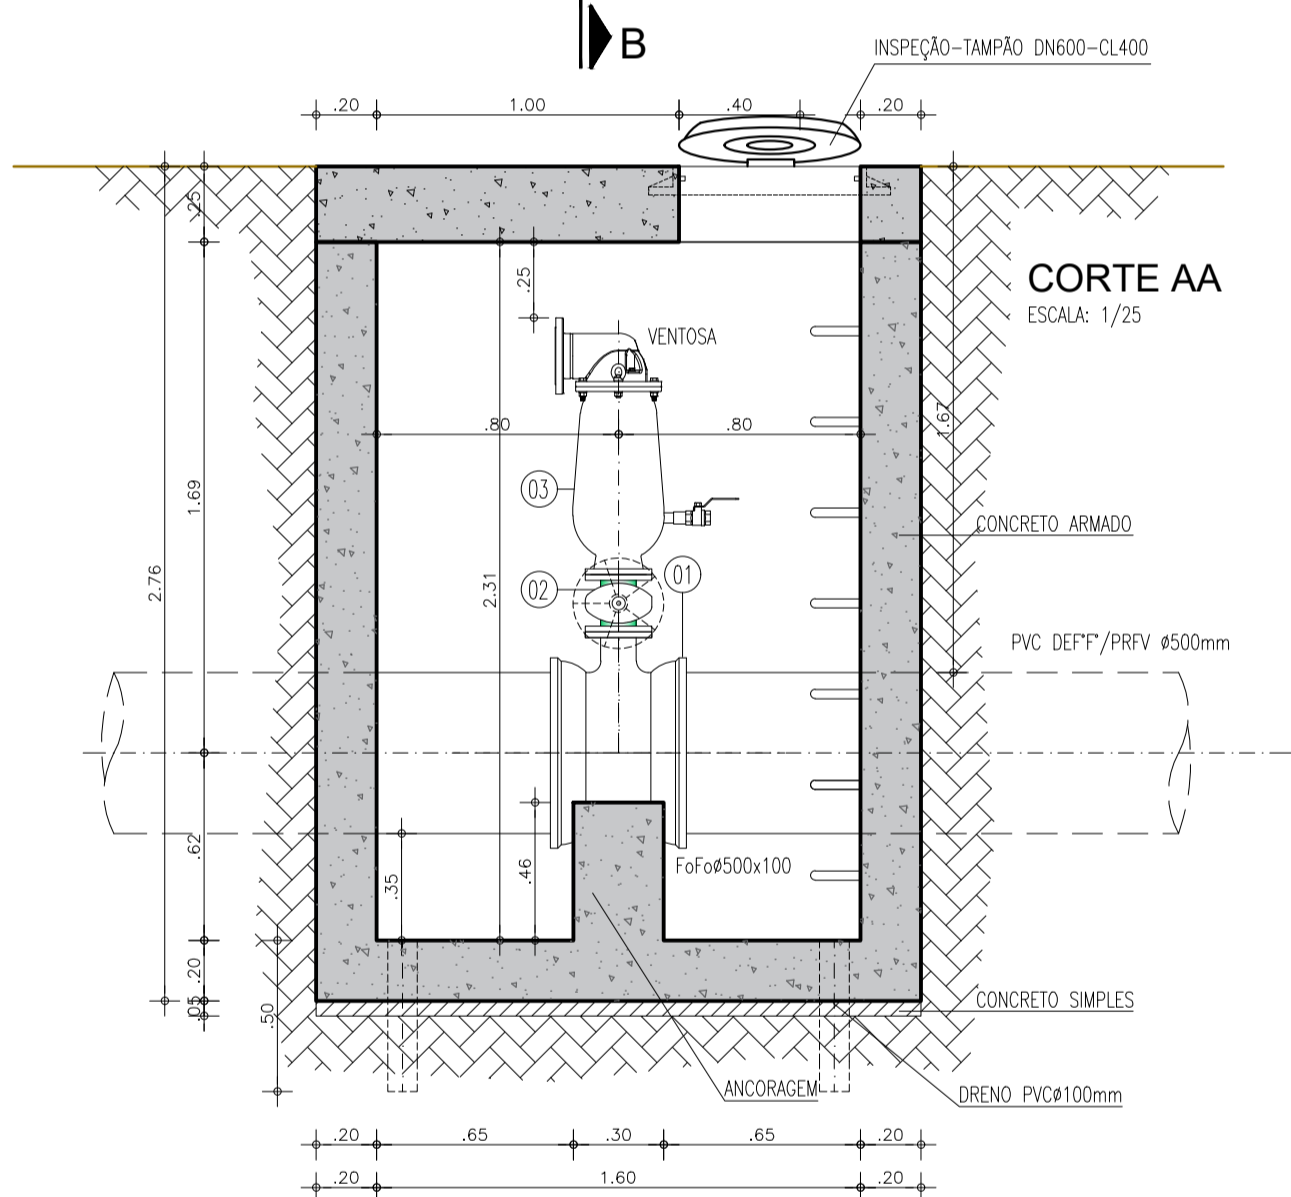 B
INSPEÇÃO-TAMPÃO DN600-CL400
.20 1.00 .40 .20
.25
.25
CORTE AA
ESCALA: 1/25
VENTOSA
.80 .80
1.67
03
1.69
CONCRETO ARMADO
2.76
2.31
02
01
PVC DEF°F°/PRFV ø500mm
.62
.46
.35
FoFoø500x100
.20
.05
.50
CONCRETO SIMPLES
ANCORAGEM
DRENO PVCø100mm
.20 .65 .30 .65 .20
.20 1.60 .20